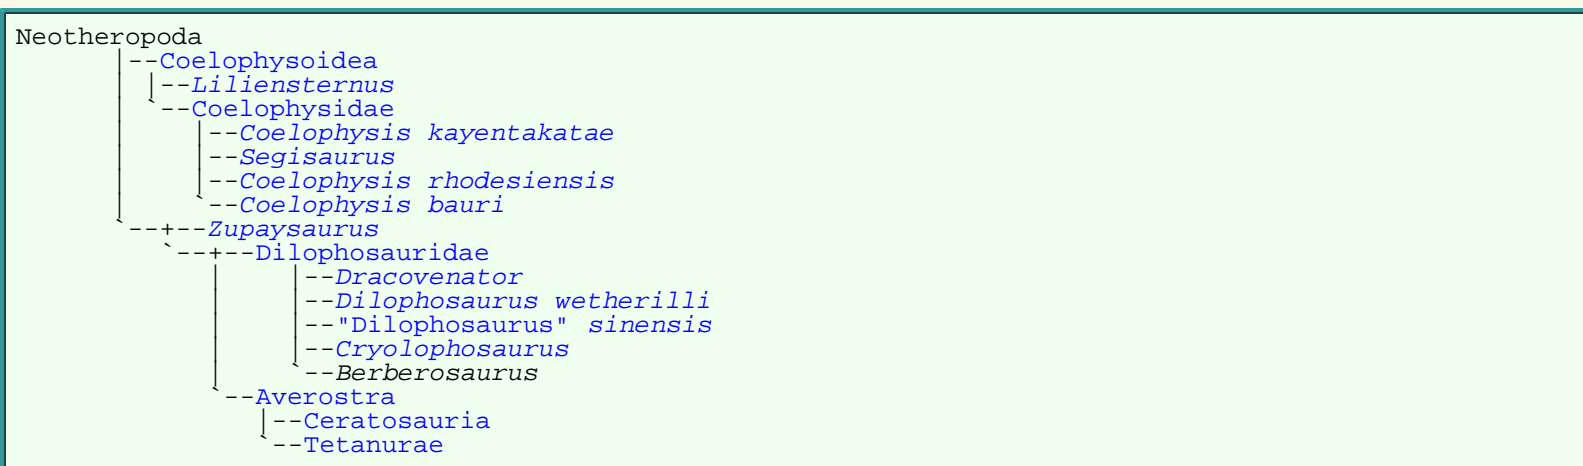 Neotheropoda
|--Coelophysoidea
| |--Liliensternus
| `--Coelophysidae
| |--Coelophysis kayentakatae
| |--Segisaurus
| |--Coelophysis rhodesiensis
| `--Coelophysis bauri
`--+--Zupaysaurus
`--+--Dilophosauridae
| |--Dracovenator
| |--Dilophosaurus wetherilli
| |--"Dilophosaurus" sinensis
| |--Cryolophosaurus
| `--Berberosaurus
`--Averostra
|--Ceratosauria
`--Tetanurae